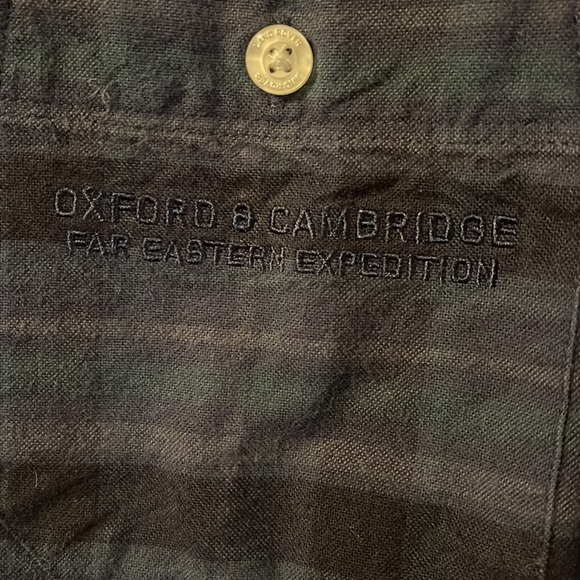 OXFORD & CAMBRIDGE
FAR EASTERN EXPEDITION